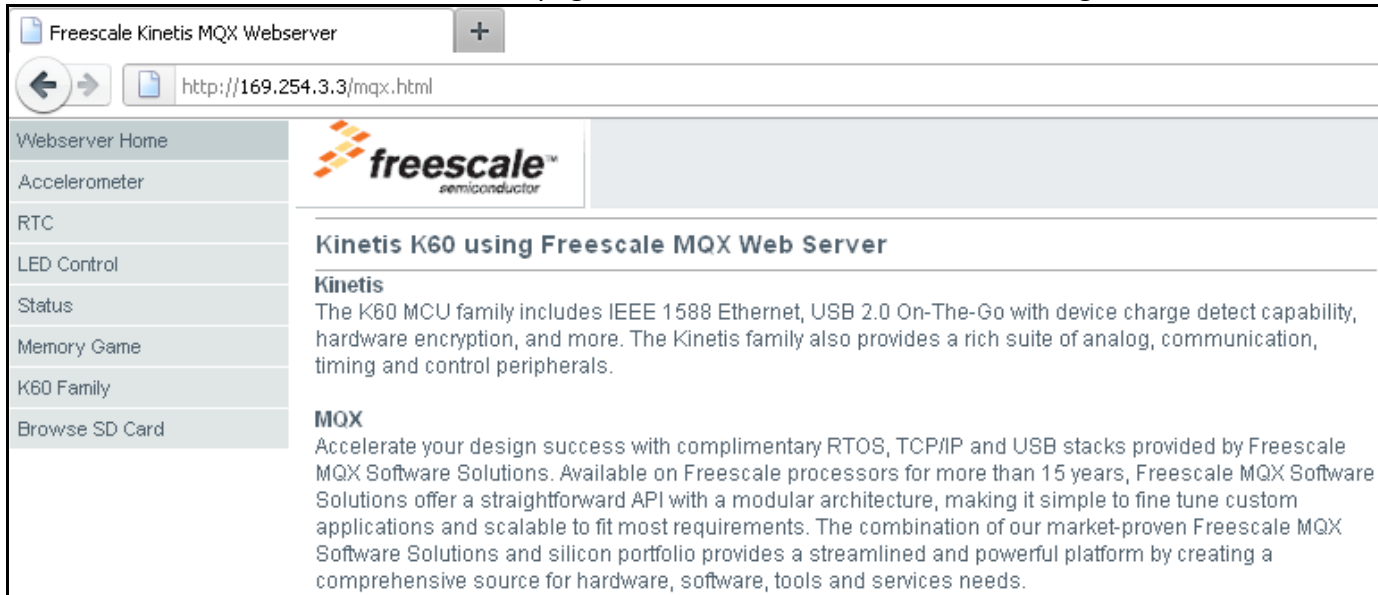 Freescale Kinetis MQX Webserver
+
http://169.254.3.3/mqx.html
Webserver Home
Accelerometer
RTC
LED Control
Status
Memory Game
K60 Family
Browse SD Card
freescale™
semiconductor
Kinetis K60 using Freescale MQX Web Server
Kinetis
The K60 MCU family includes IEEE 1588 Ethernet, USB 2.0 On-The-Go with device charge detect capability,
hardware encryption, and more. The Kinetis family also provides a rich suite of analog, communication,
timing and control peripherals.
MQX
Accelerate your design success with complimentary RTOS, TCP/IP and USB stacks provided by Freescale
MQX Software Solutions. Available on Freescale processors for more than 15 years, Freescale MQX Software
Solutions offer a straightforward API with a modular architecture, making it simple to fine tune custom
applications and scalable to fit most requirements. The combination of our market-proven Freescale MQX
Software Solutions and silicon portfolio provides a streamlined and powerful platform by creating a
comprehensive source for hardware, software, tools and services needs.